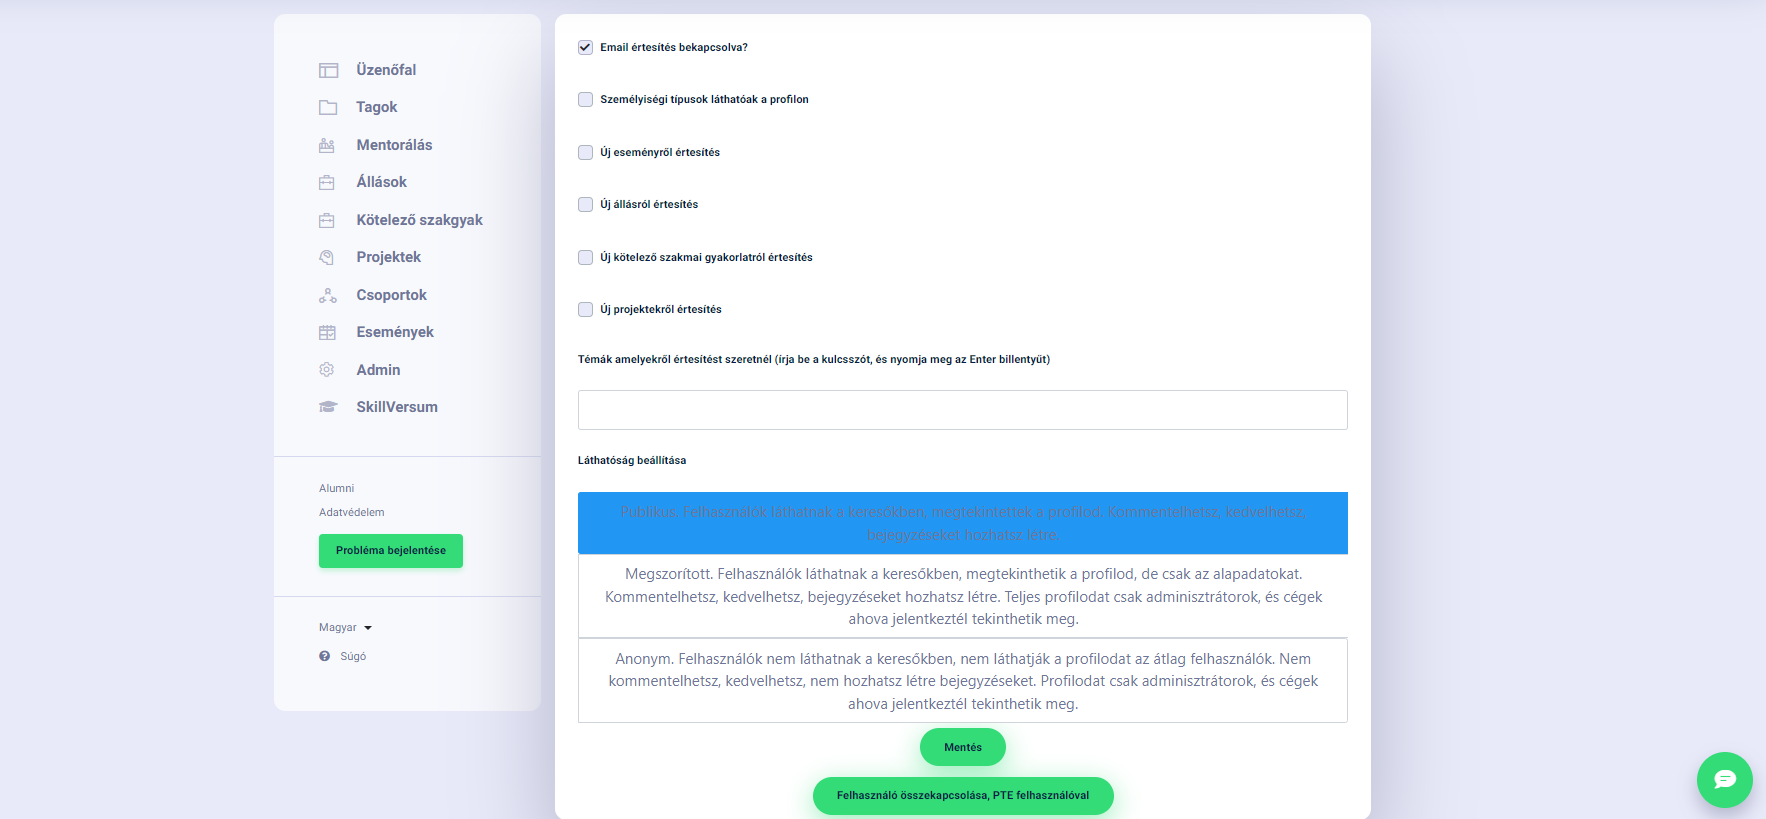 Üzenőfal
Tagok
Mentorálás
Állások
Kötelező szakgyak
Projektek
Csoportok
Események
Admin
SkillVersum
Alumni
Adatvédelem
Probléma bejelentése
Magyar
Súgó
Email értesítés bekapcsolva?
Személyiségi típusok láthatóak a profilon
Új eseményről értesítés
Új állásról értesítés
Új kötelező szakmai gyakorlatról értesítés
Új projektekről értesítés
Témák amelyekről értesítést szeretnél (írja be a kulcsszót, és nyomja meg az Enter billentyűt)
Láthatóság beállítása
Publikus. Felhasználók láthatnak a keresőkben, megtekintettek a profilod. Kommentelhetsz, kedvelhetsz,
bejegyzéseket hozhatsz létre.
Megszorított. Felhasználók láthatnak a keresőkben, megtekinthetik a profilod, de csak az alapadatokat.
Kommentelhetsz, kedvelhetsz, bejegyzéseket hozhatsz létre. Teljes profilodat csak adminisztrátorok, és cégek
ahova jelentkeztél tekinthetik meg.
Anonym. Felhasználók nem láthatnak a keresőkben, nem láthatják a profilodat az átlag felhasználók. Nem
kommentelhetsz, kedvelhetsz, nem hozhatsz létre bejegyzéseket. Profilodat csak adminisztrátorok, és cégek
ahova jelentkeztél tekinthetik meg.
Mentés
Felhasználó összekapcsolása, PTE felhasználóval